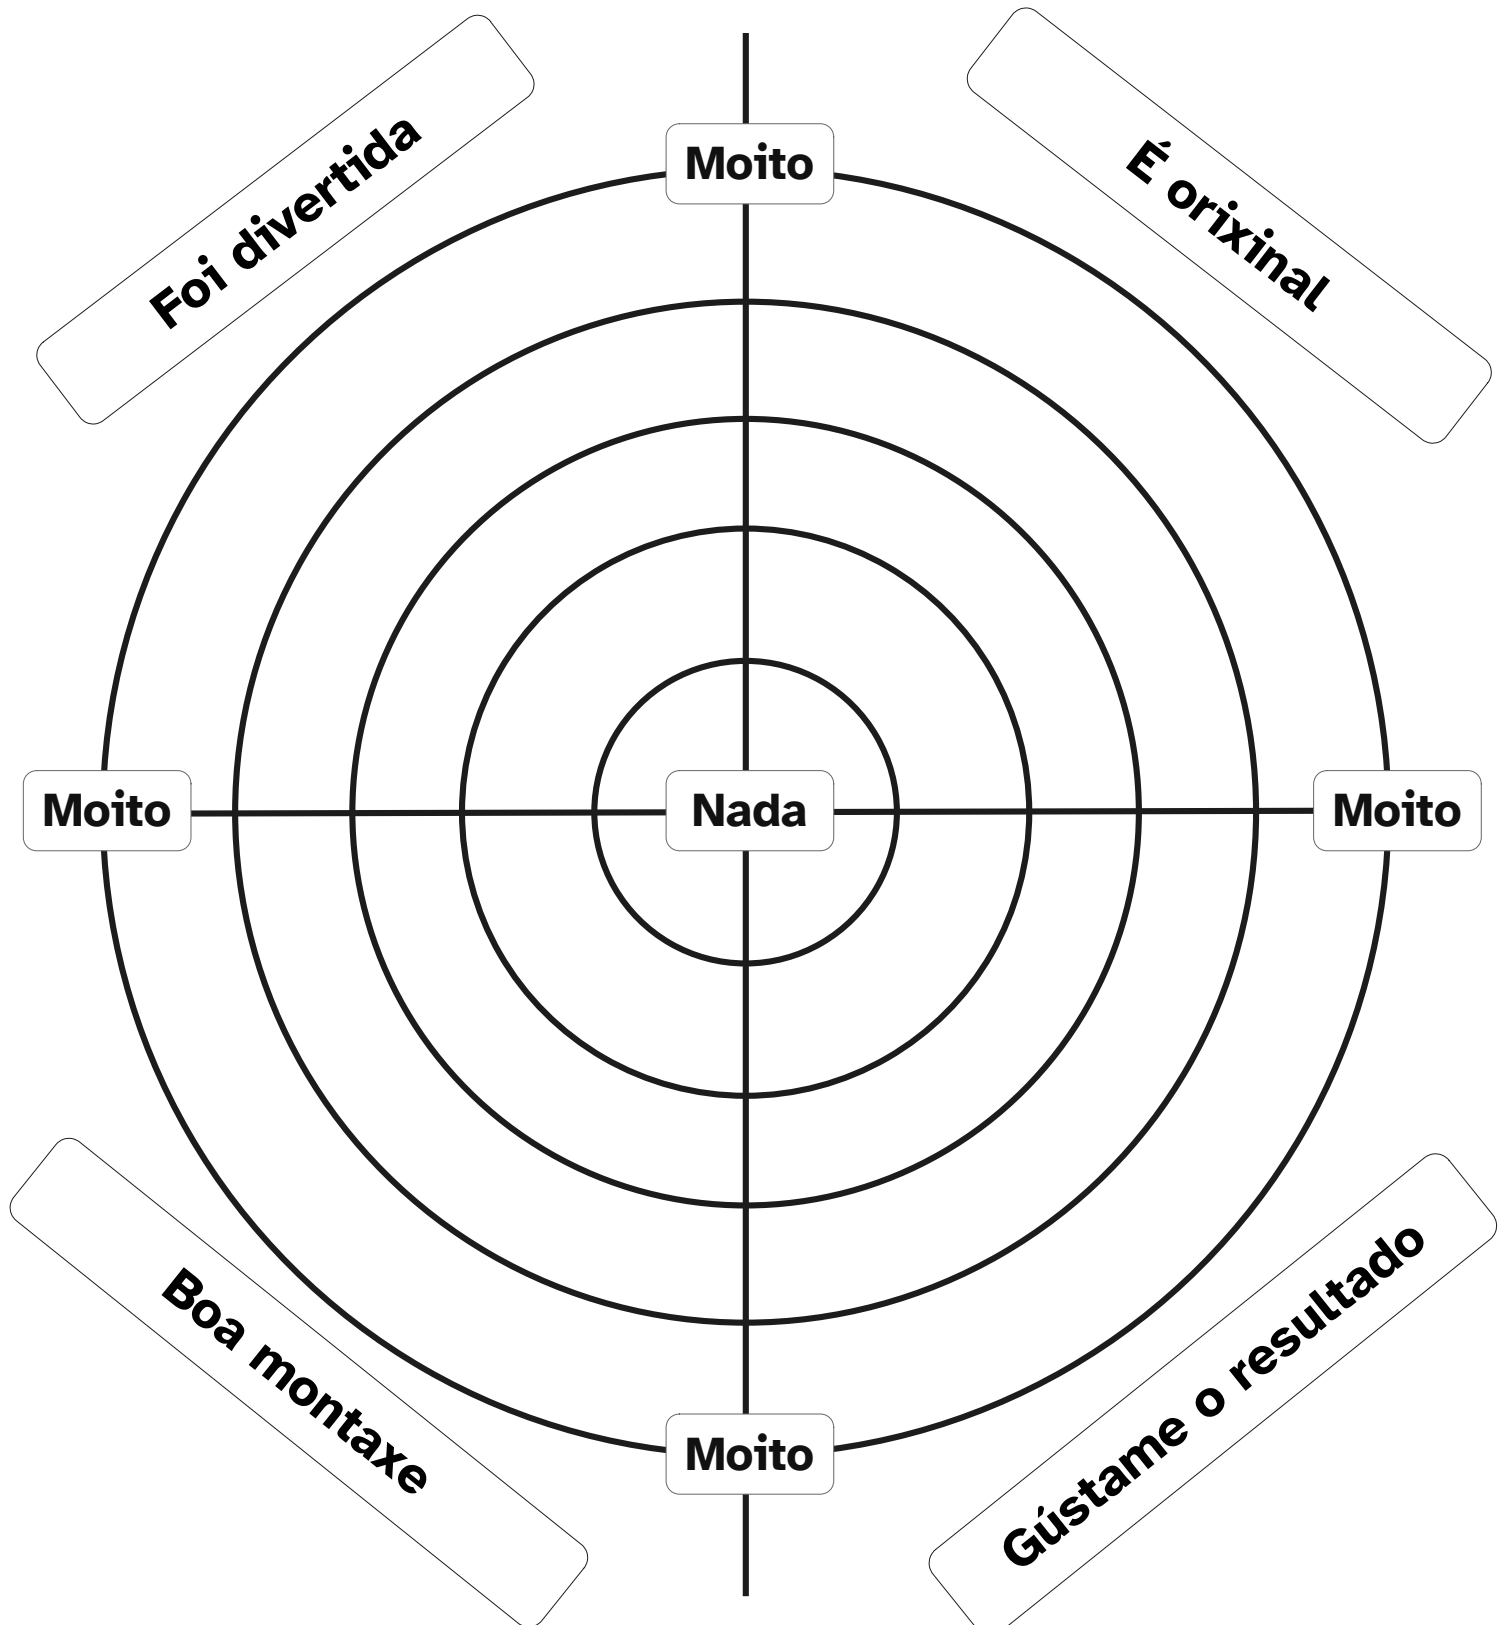 Foi divertida
É orixinal
Moito
Moito
Nada
Moito
Boa montaxe
Gústame o resultado
Moito